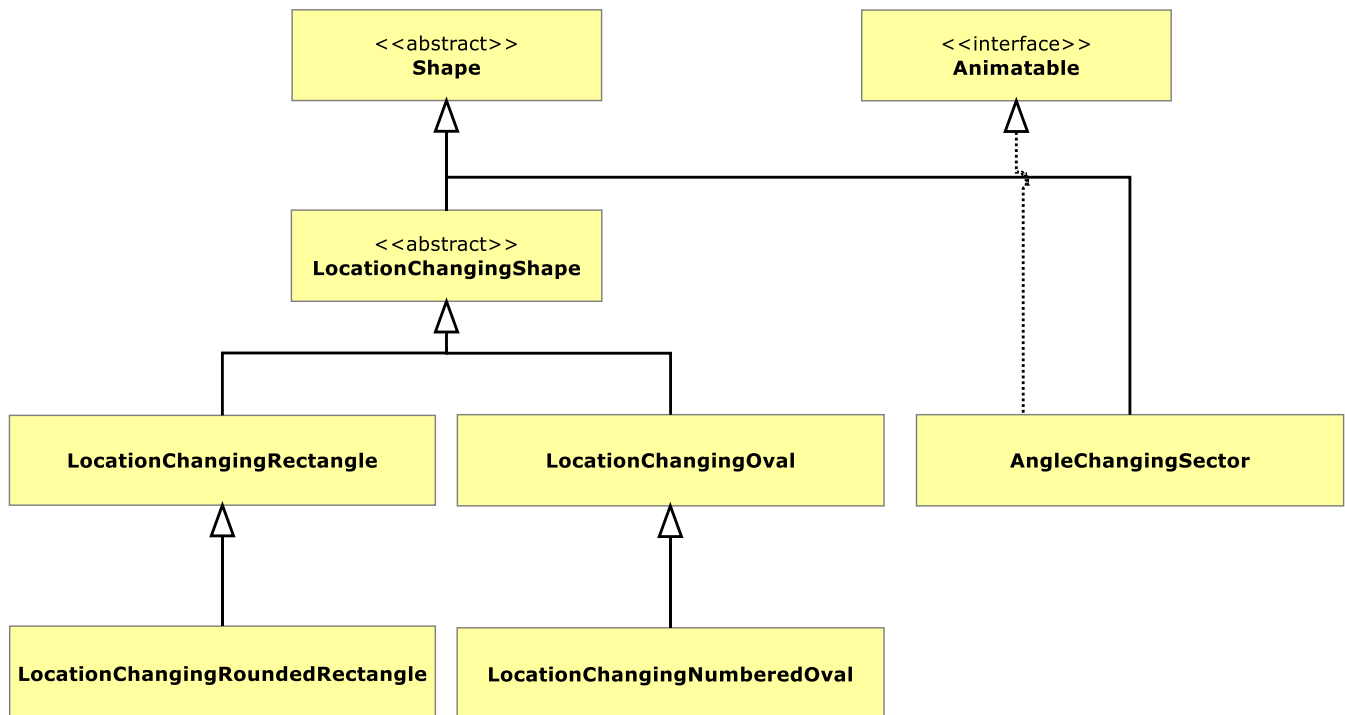 <<abstract>>
Shape
<<interface>>
Animatable
<<abstract>>
LocationChangingShape
LocationChangingRectangle
LocationChangingOval
AngleChangingSector
LocationChangingRoundedRectangle
LocationChangingNumberedOval